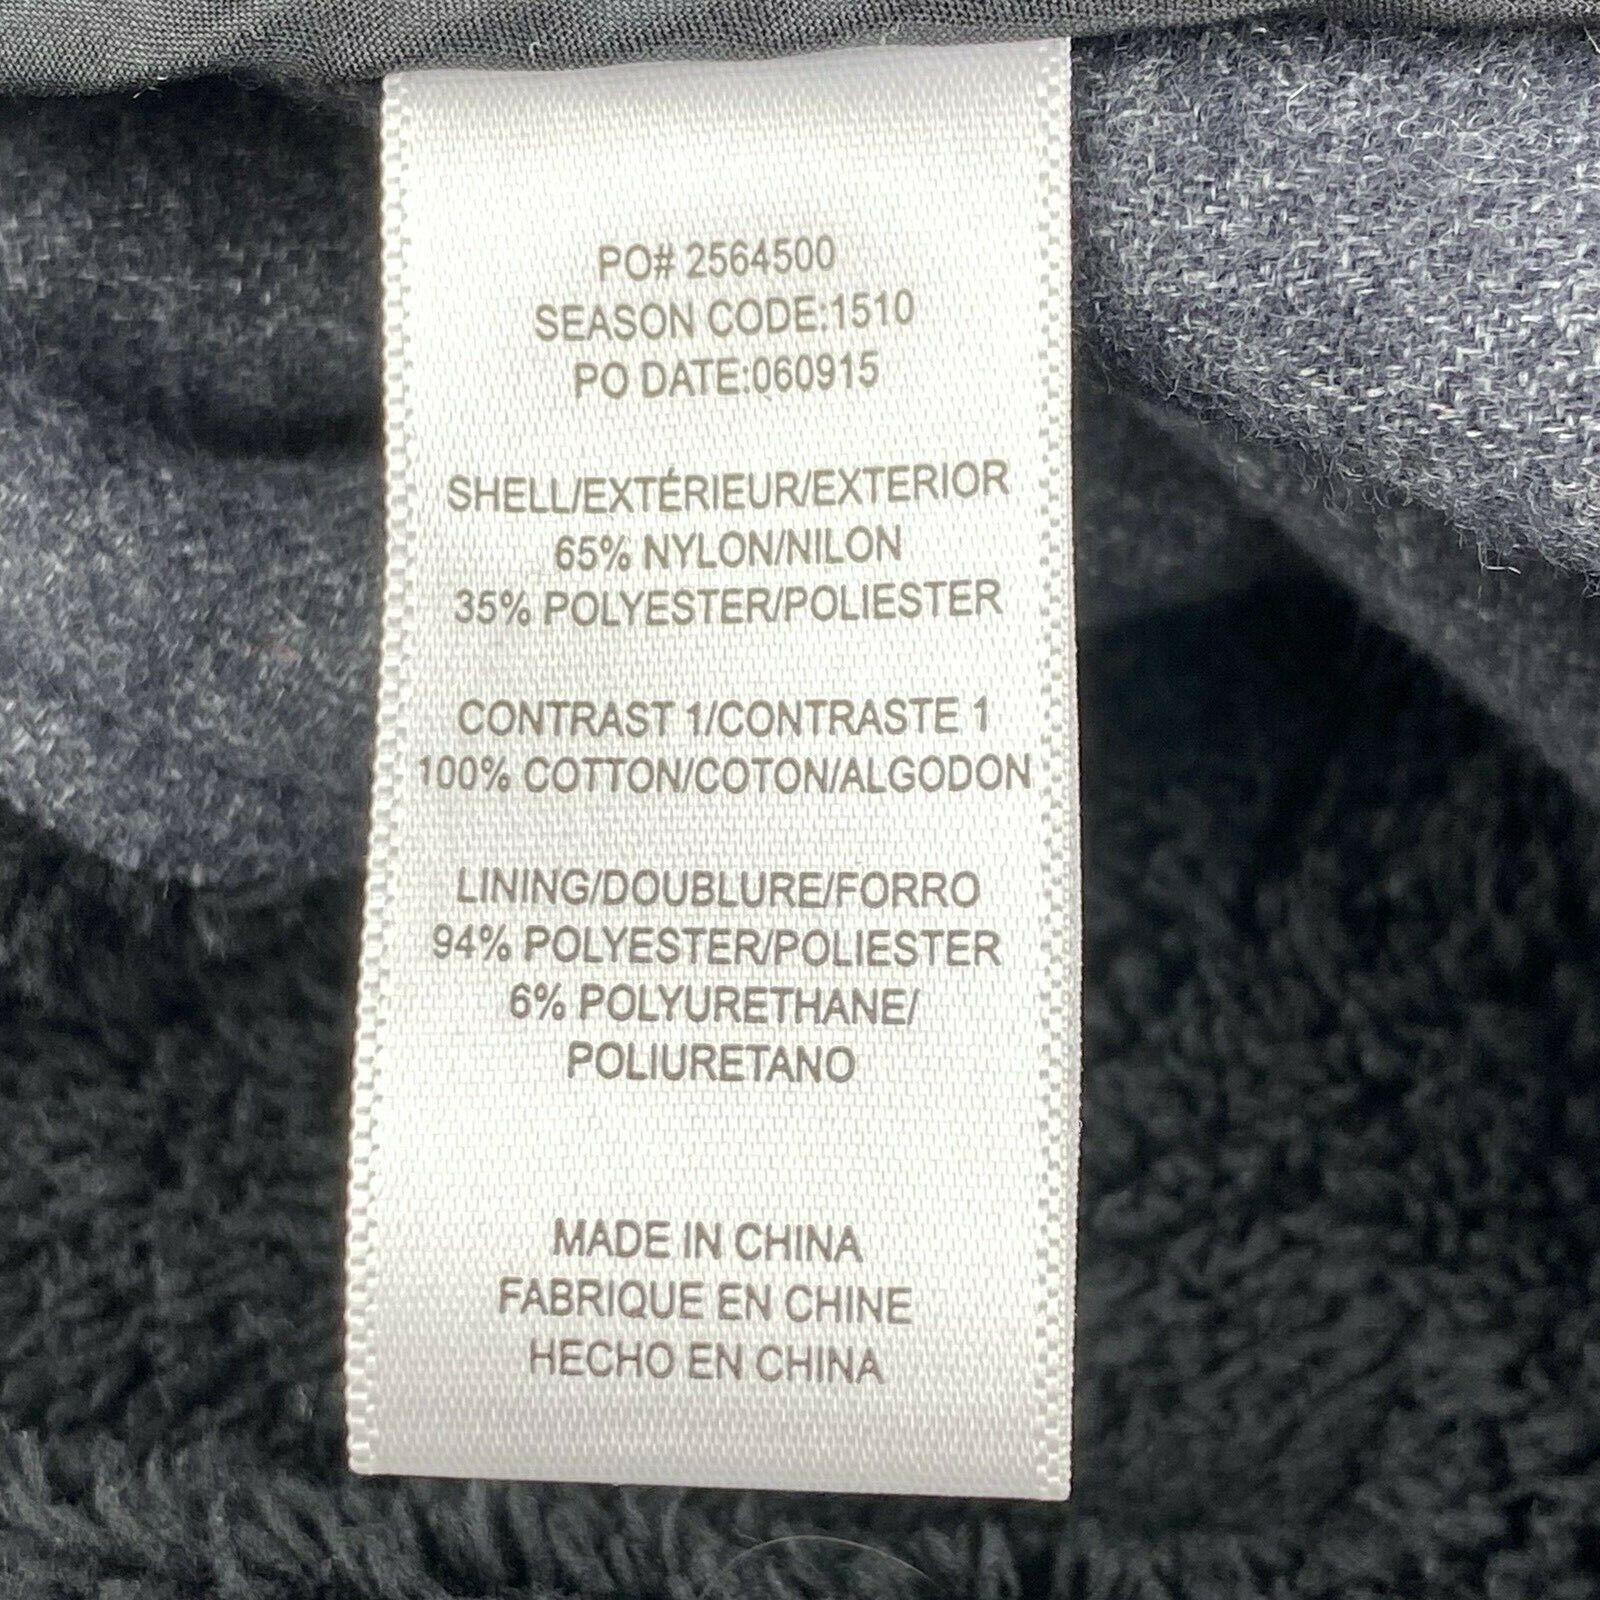 PO# 2564500
SEASON CODE:1510
PO DATE:060915
SHELL/EXTÉRIEUR/EXTERIOR
65% NYLON/NILON
35% POLYESTER/POLIESTER
CONTRAST 1/CONTRASTE 1
100% COTTON/COTON/ALGODON
LINING/DOUBLURE/FORRO
94% POLYESTER/POLIESTER
6% POLYURETHANE/
POLIURETANO
MADE IN CHINA
FABRIQUE EN CHINE
HECHO EN CHINA